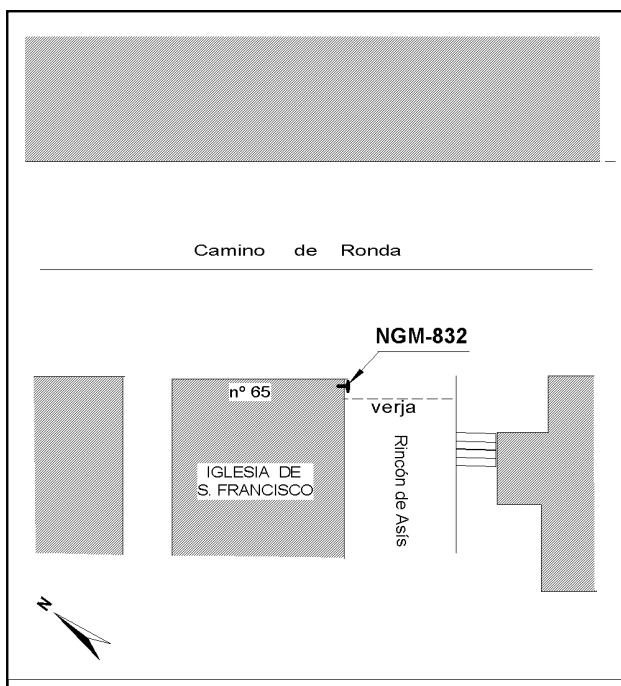 Camino de Ronda
NGM-832
nº 65
verja
Rincón de Asís
IGLESIA DE
S. FRANCISCO
N